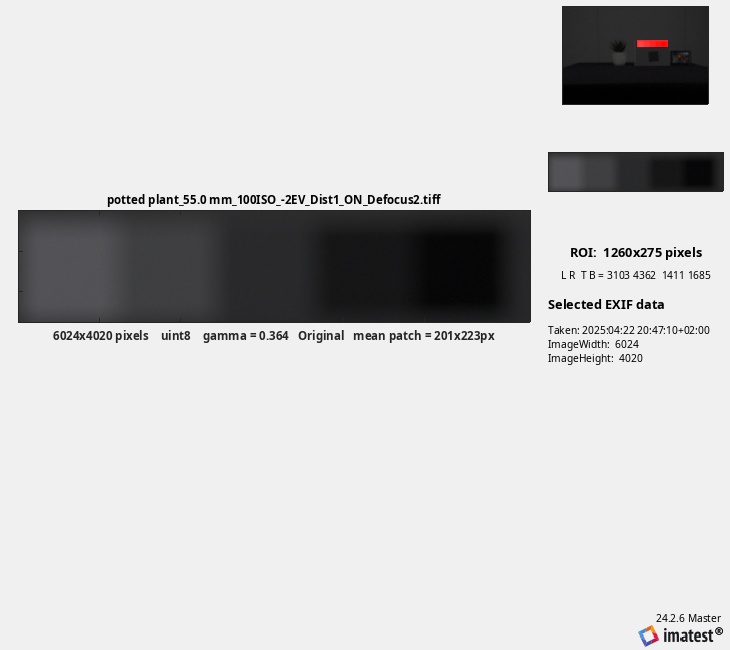 potted plant_55.0 mm_100ISO_-2EV_Dist1_ON_Defocus2.tiff
6024x4020 pixels    uint8    gamma = 0.364   Original   mean patch = 201x223px
ROI:  1260x275 pixels
L R  T B = 3103 4362  1411 1685
Selected EXIF data
Taken: 2025:04:22 20:47:10+02:00
ImageWidth:  6024
ImageHeight:  4020
24.2.6 Master
imatest®